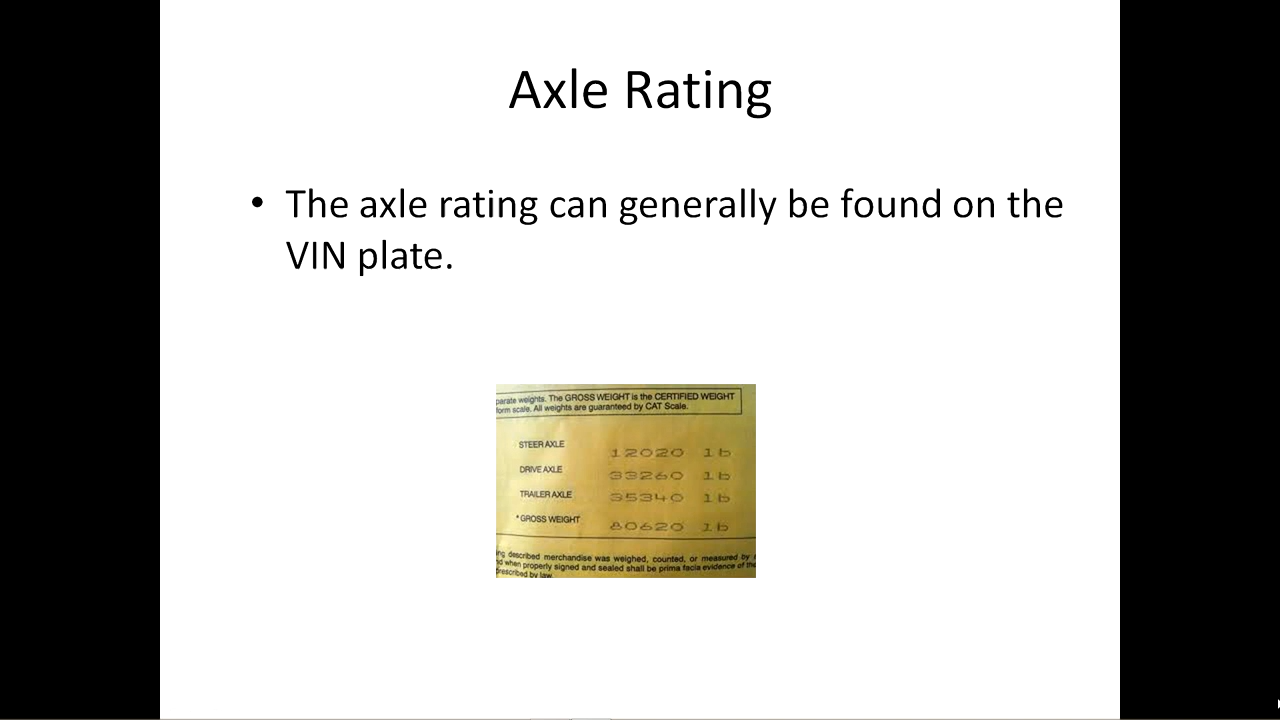 Axle Rating
• The axle rating can generally be found on the
VIN plate.
parate weights. The GROSS WEIGHT is the CERTIFIED WEIGHT
form scale. All weights are guaranteed by CAT Scale.
STEER AXLE 12020 lb
DRIVE AXLE 33260 lb
TRAILER AXLE 35340 lb
* GROSS WEIGHT 80620 lb
ing described merchandise was weighed, counted, or measured by
nd when properly signed and sealed shall be prima facia evidence of the
prescribed by law